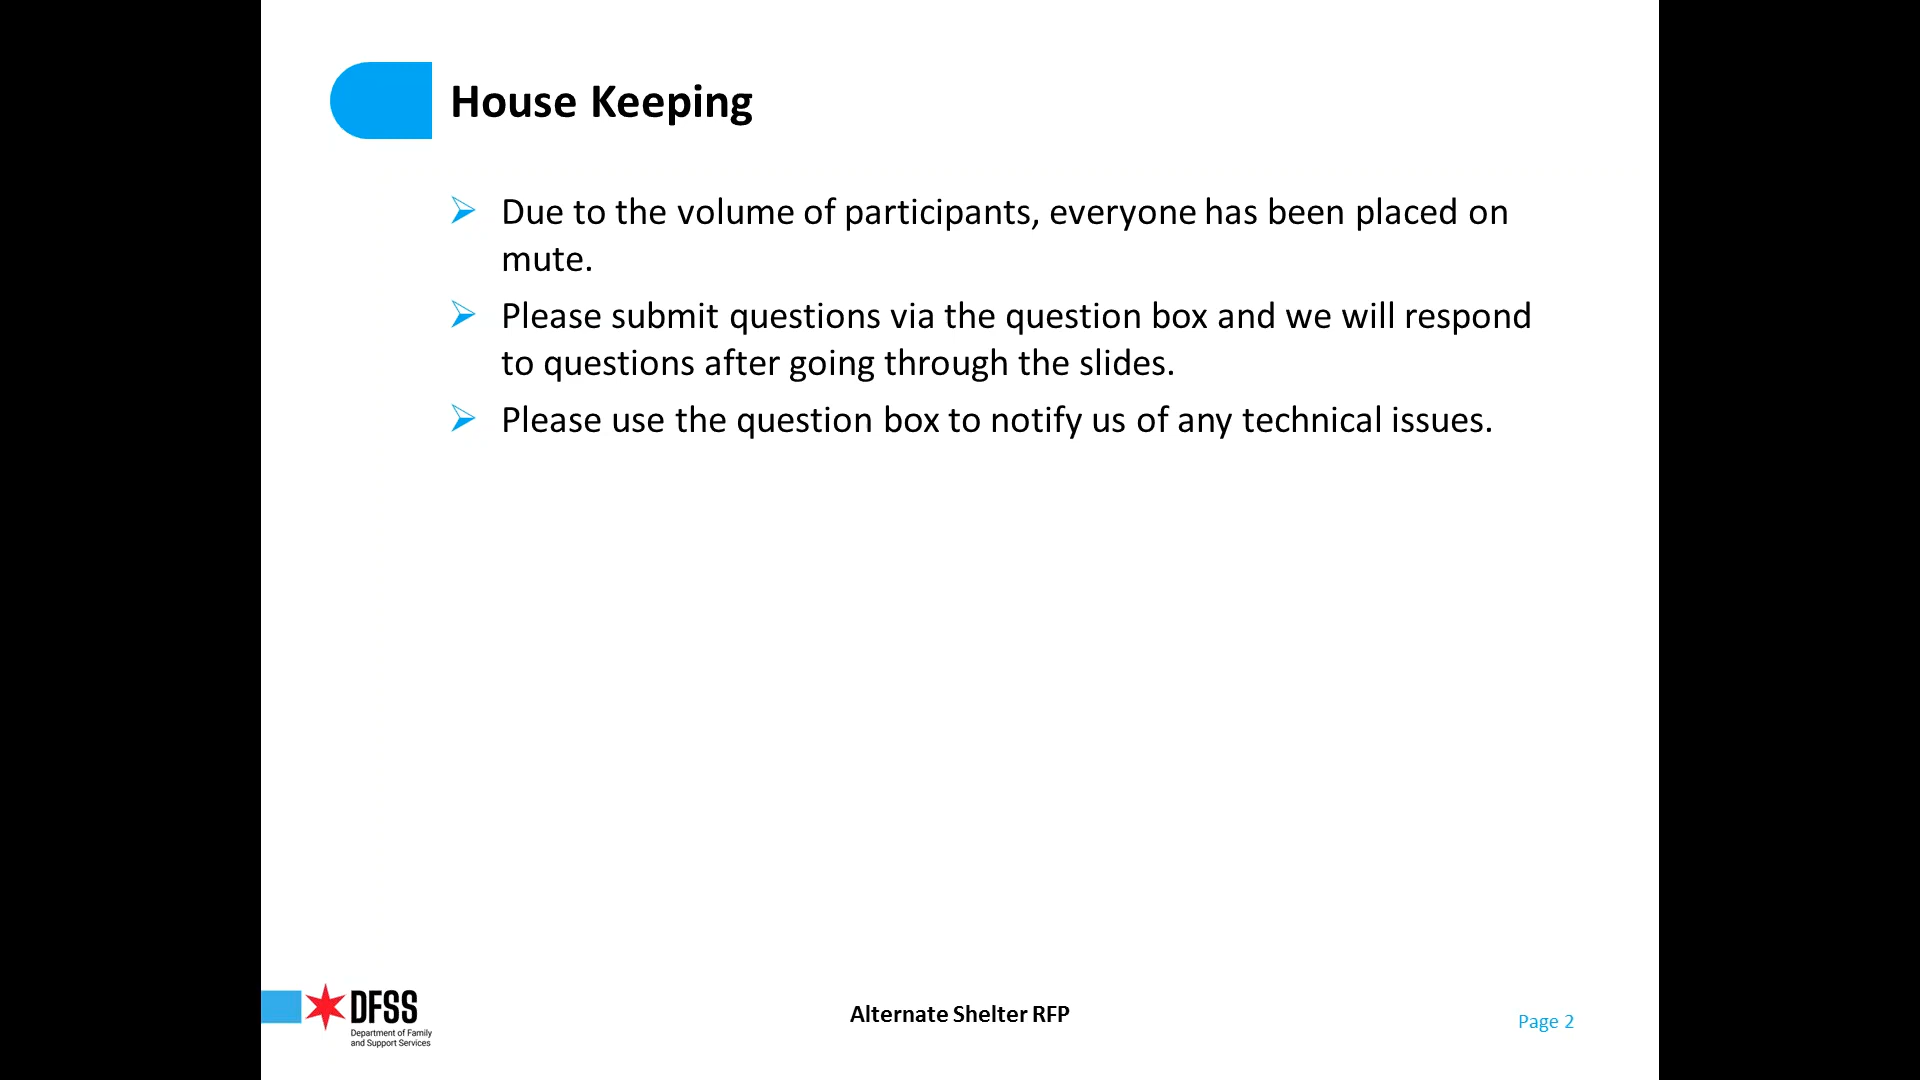 House Keeping
Due to the volume of participants, everyone has been placed on
mute.
Please submit questions via the question box and we will respond
to questions after going through the slides.
Please use the question box to notify us of any technical issues.
DFSS
Department of Family
and Support Services
Alternate Shelter RFP
Page 2